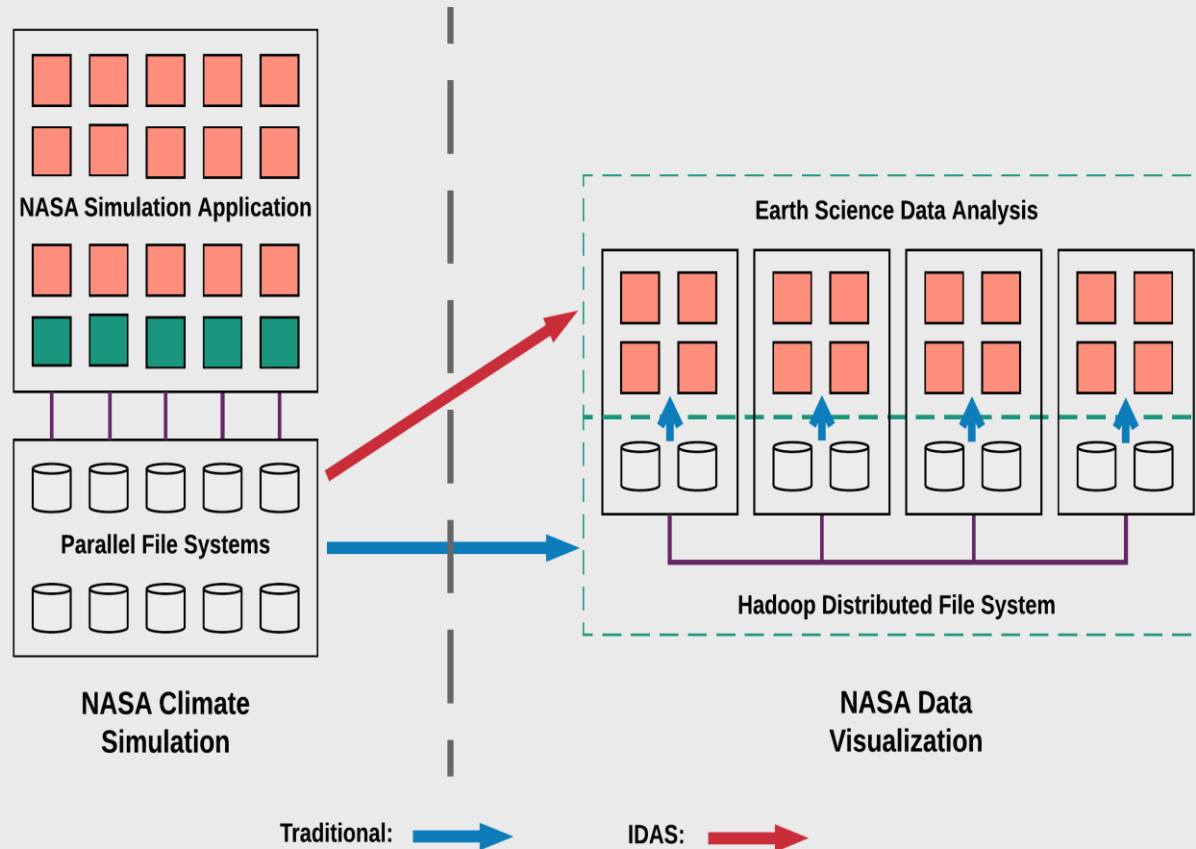 NASA Simulation Application
Parallel File Systems
NASA Climate
Simulation
Earth Science Data Analysis
Hadoop Distributed File System
NASA Data
Visualization
Traditional:
IDAS: